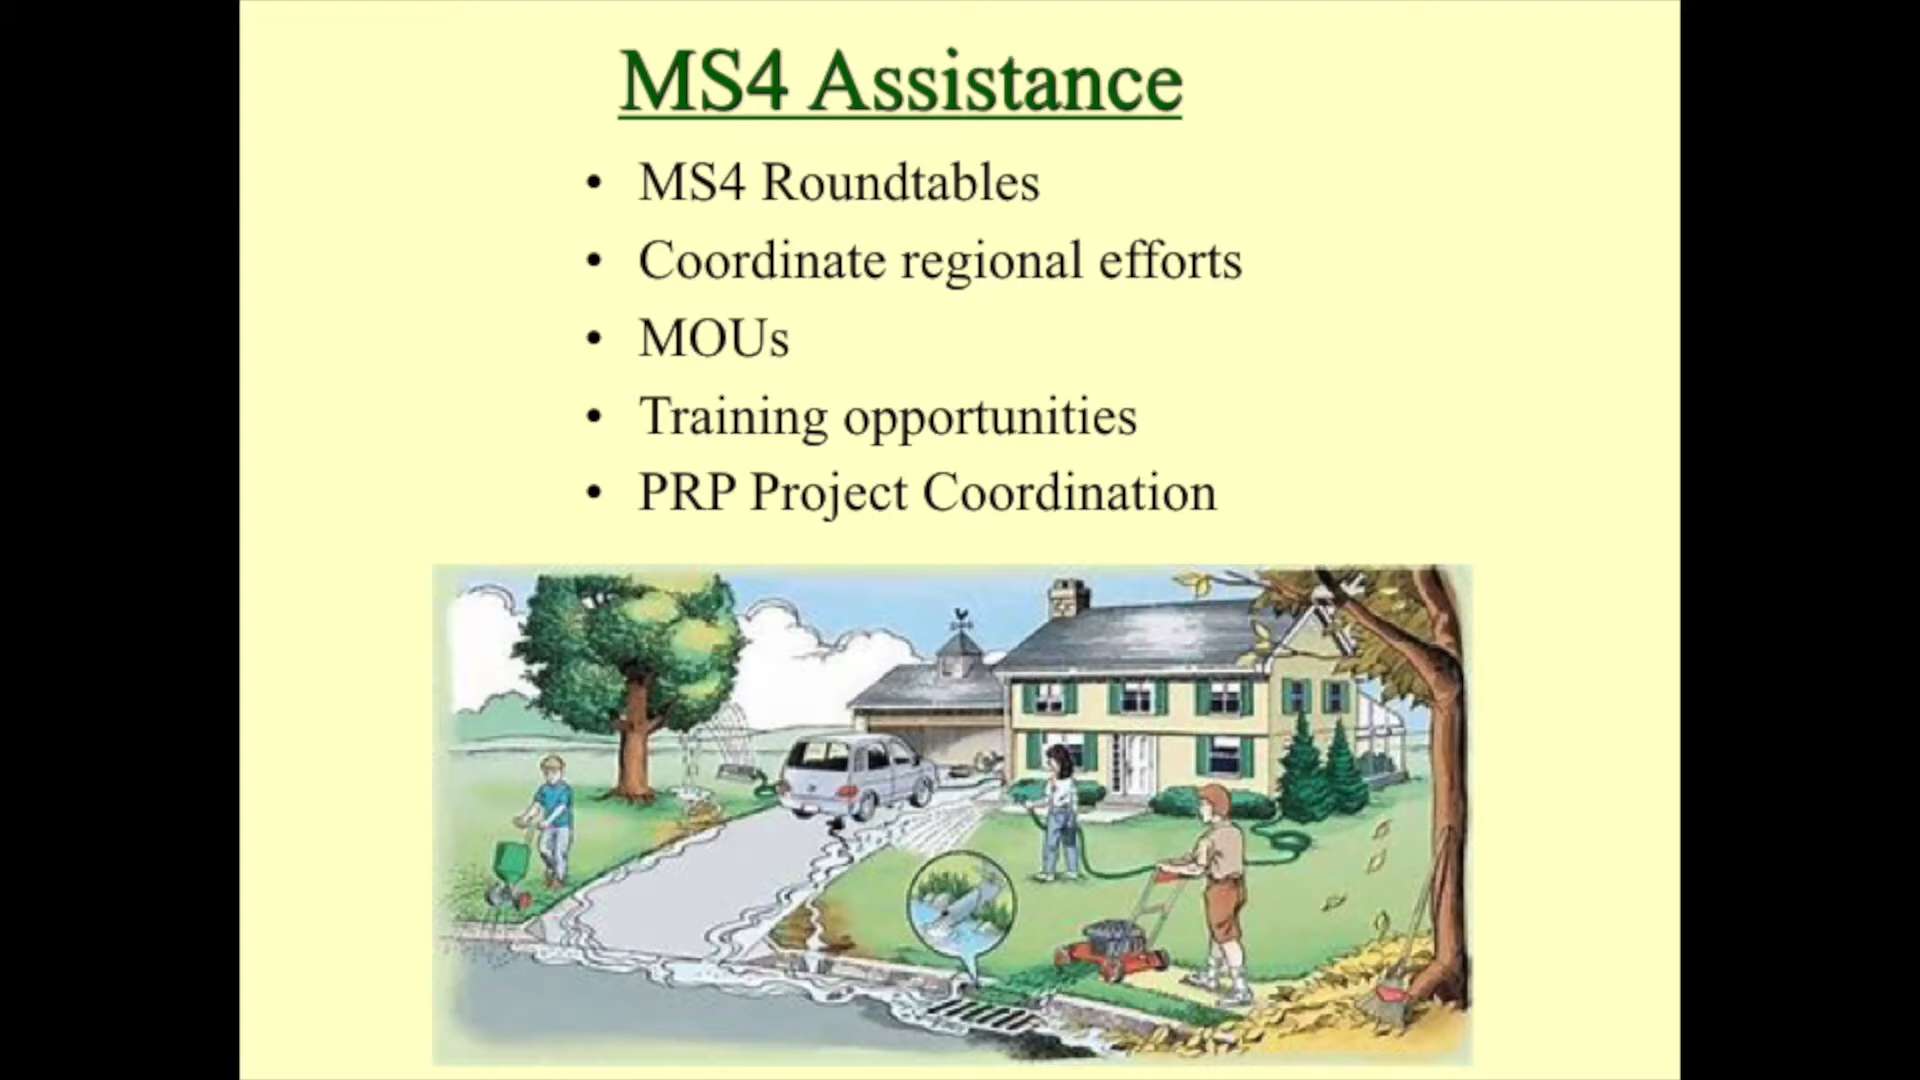 MS4 Assistance
• MS4 Roundtables
• Coordinate regional efforts
• MOUs
• Training opportunities
• PRP Project Coordination